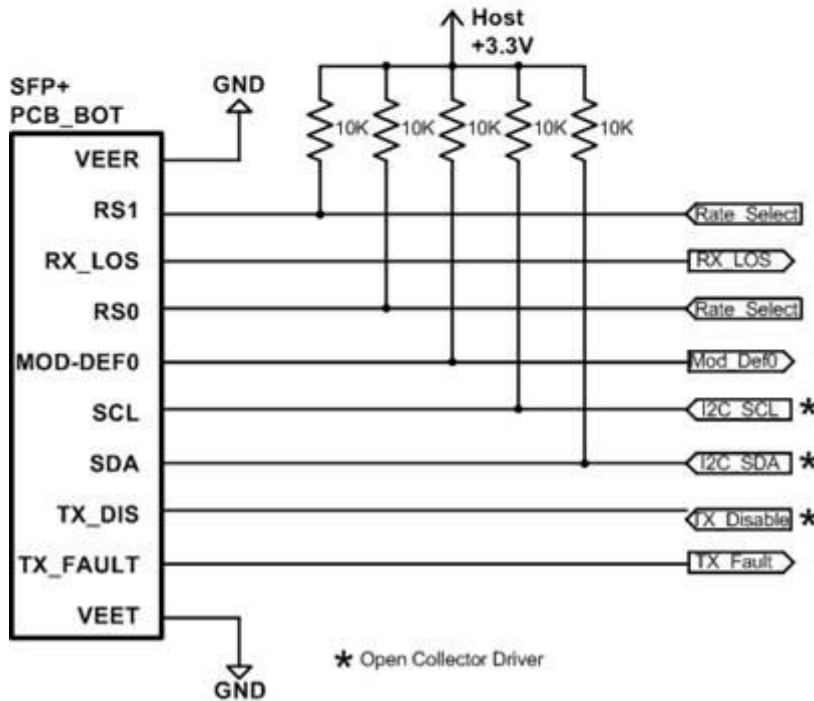 Host
+3.3V
SFP+
PCB_BOT
GND
10K 10K 10K 10K 10K
VEER
RS1 Rate_Select
RX_LOS RX_LOS
RS0 Rate_Select
MOD-DEF0 Mod_Def0
SCL I2C_SCL *
SDA I2C_SDA *
TX_DIS TX_Disable *
TX_FAULT TX_Fault
VEET
* Open Collector Driver
GND